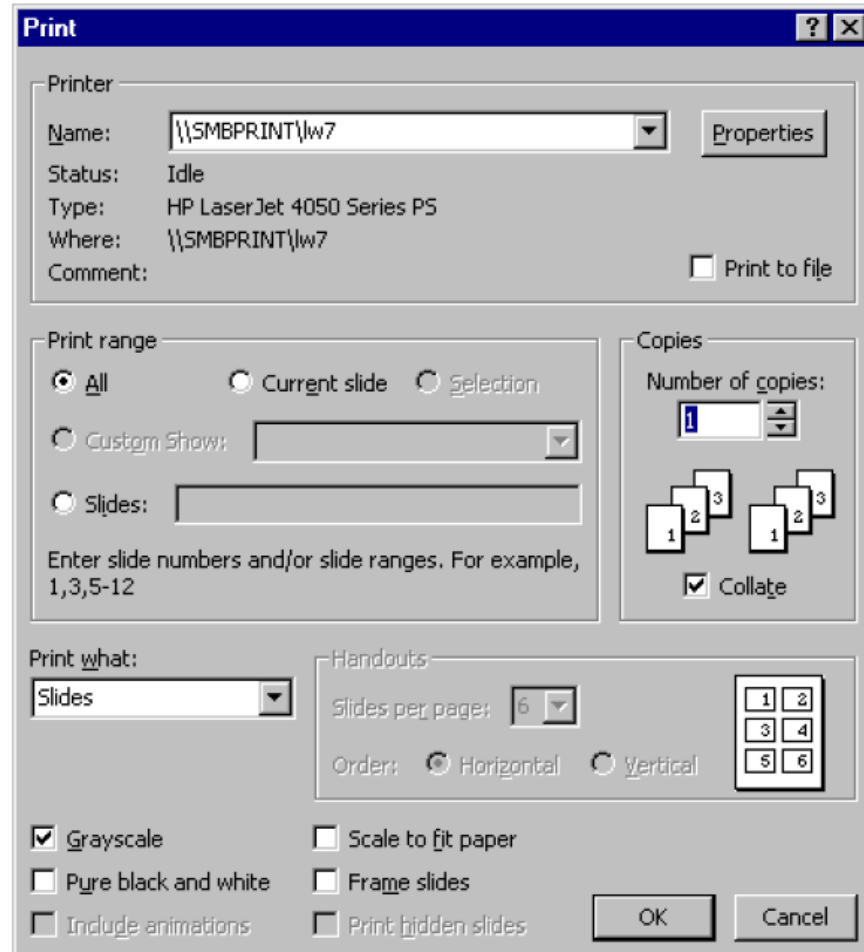 Print
Printer
Name: \\SMBPRINT\lw7 Properties
Status: Idle
Type: HP LaserJet 4050 Series PS
Where: \\SMBPRINT\lw7
Comment: Print to file
Print range
All Current slide Selection
Custom Show:
Slides:
Enter slide numbers and/or slide ranges. For example,
1,3,5-12
Copies
Number of copies:
1
1 2 3 1 2 3
Collate
Print what:
Slides
Handouts
Slides per page: 6
Order: Horizontal Vertical
1 2
3 4
5 6
Grayscale Scale to fit paper
Pure black and white Frame slides
Include animations Print hidden slides
OK Cancel